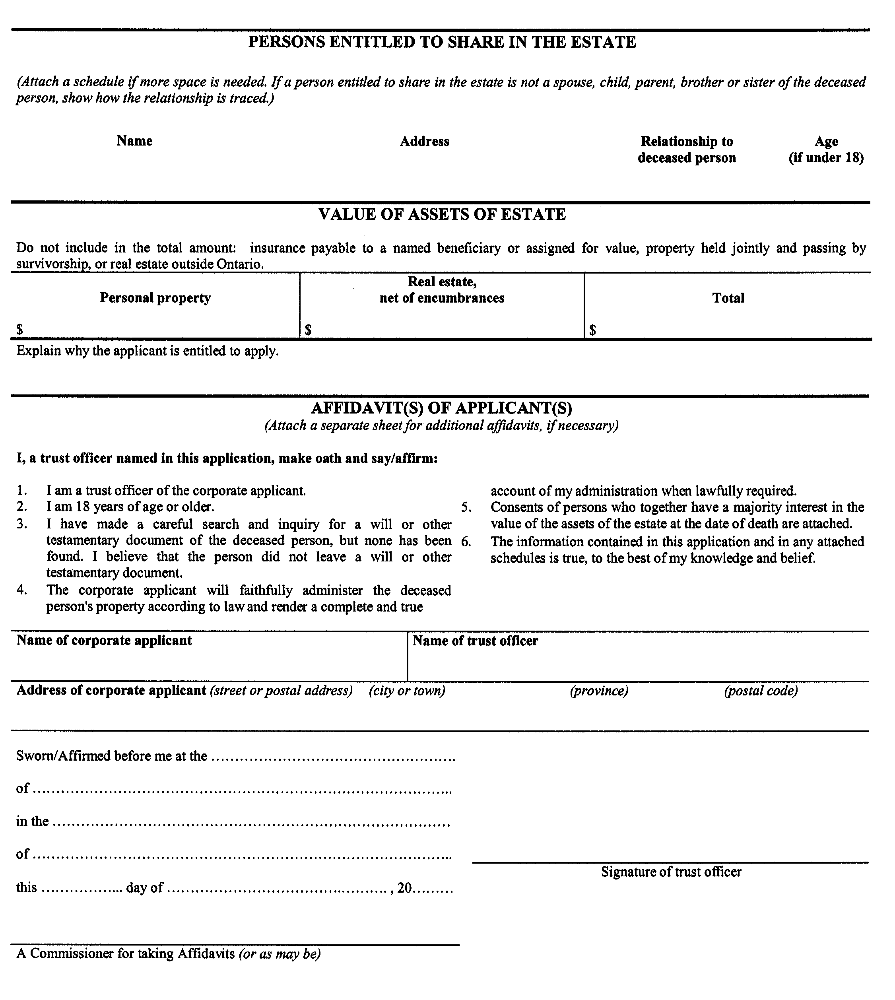 PERSONS ENTITLED TO SHARE IN THE ESTATE
(Attach a schedule if more space is needed. If a person entitled to share in the estate is not a spouse, child, parent, brother or sister of the deceased
person, show how the relationship is traced.)
Name Address Relationship to Age
deceased person (if under 18)
VALUE OF ASSETS OF ESTATE
Do not include in the total amount: insurance payable to a named beneficiary or assigned for value, property held jointly and passing by
survivorship, or real estate outside Ontario.
Real estate,
Personal property net of encumbrances Total
$ $ $
Explain why the applicant is entitled to apply.
AFFIDAVIT(S) OF APPLICANT(S)
(Attach a separate sheet for additional affidavits, if necessary)
I, a trust officer named in this application, make oath and say/affirm:
1. I am a trust officer of the corporate applicant.
2. I am 18 years of age or older.
3. I have made a careful search and inquiry for a will or other
testamentary document of the deceased person, but none has been
found. I believe that the person did not leave a will or other
testamentary document.
4. The corporate applicant will faithfully administer the deceased
person's property according to law and render a complete and true
account of my administration when lawfully required.
5. Consents of persons who together have a majority interest in the
value of the assets of the estate at the date of death are attached.
6. The information contained in this application and in any attached
schedules is true, to the best of my knowledge and belief.
Name of corporate applicant Name of trust officer
Address of corporate applicant (street or postal address) (city or town) (province) (postal code)
Sworn/Affirmed before me at the ....................................................
of ..........................................................................................
in the .....................................................................................
of ..........................................................................................
this .................. day of ............................................... , 20.........
Signature of trust officer
A Commissioner for taking Affidavits (or as may be)